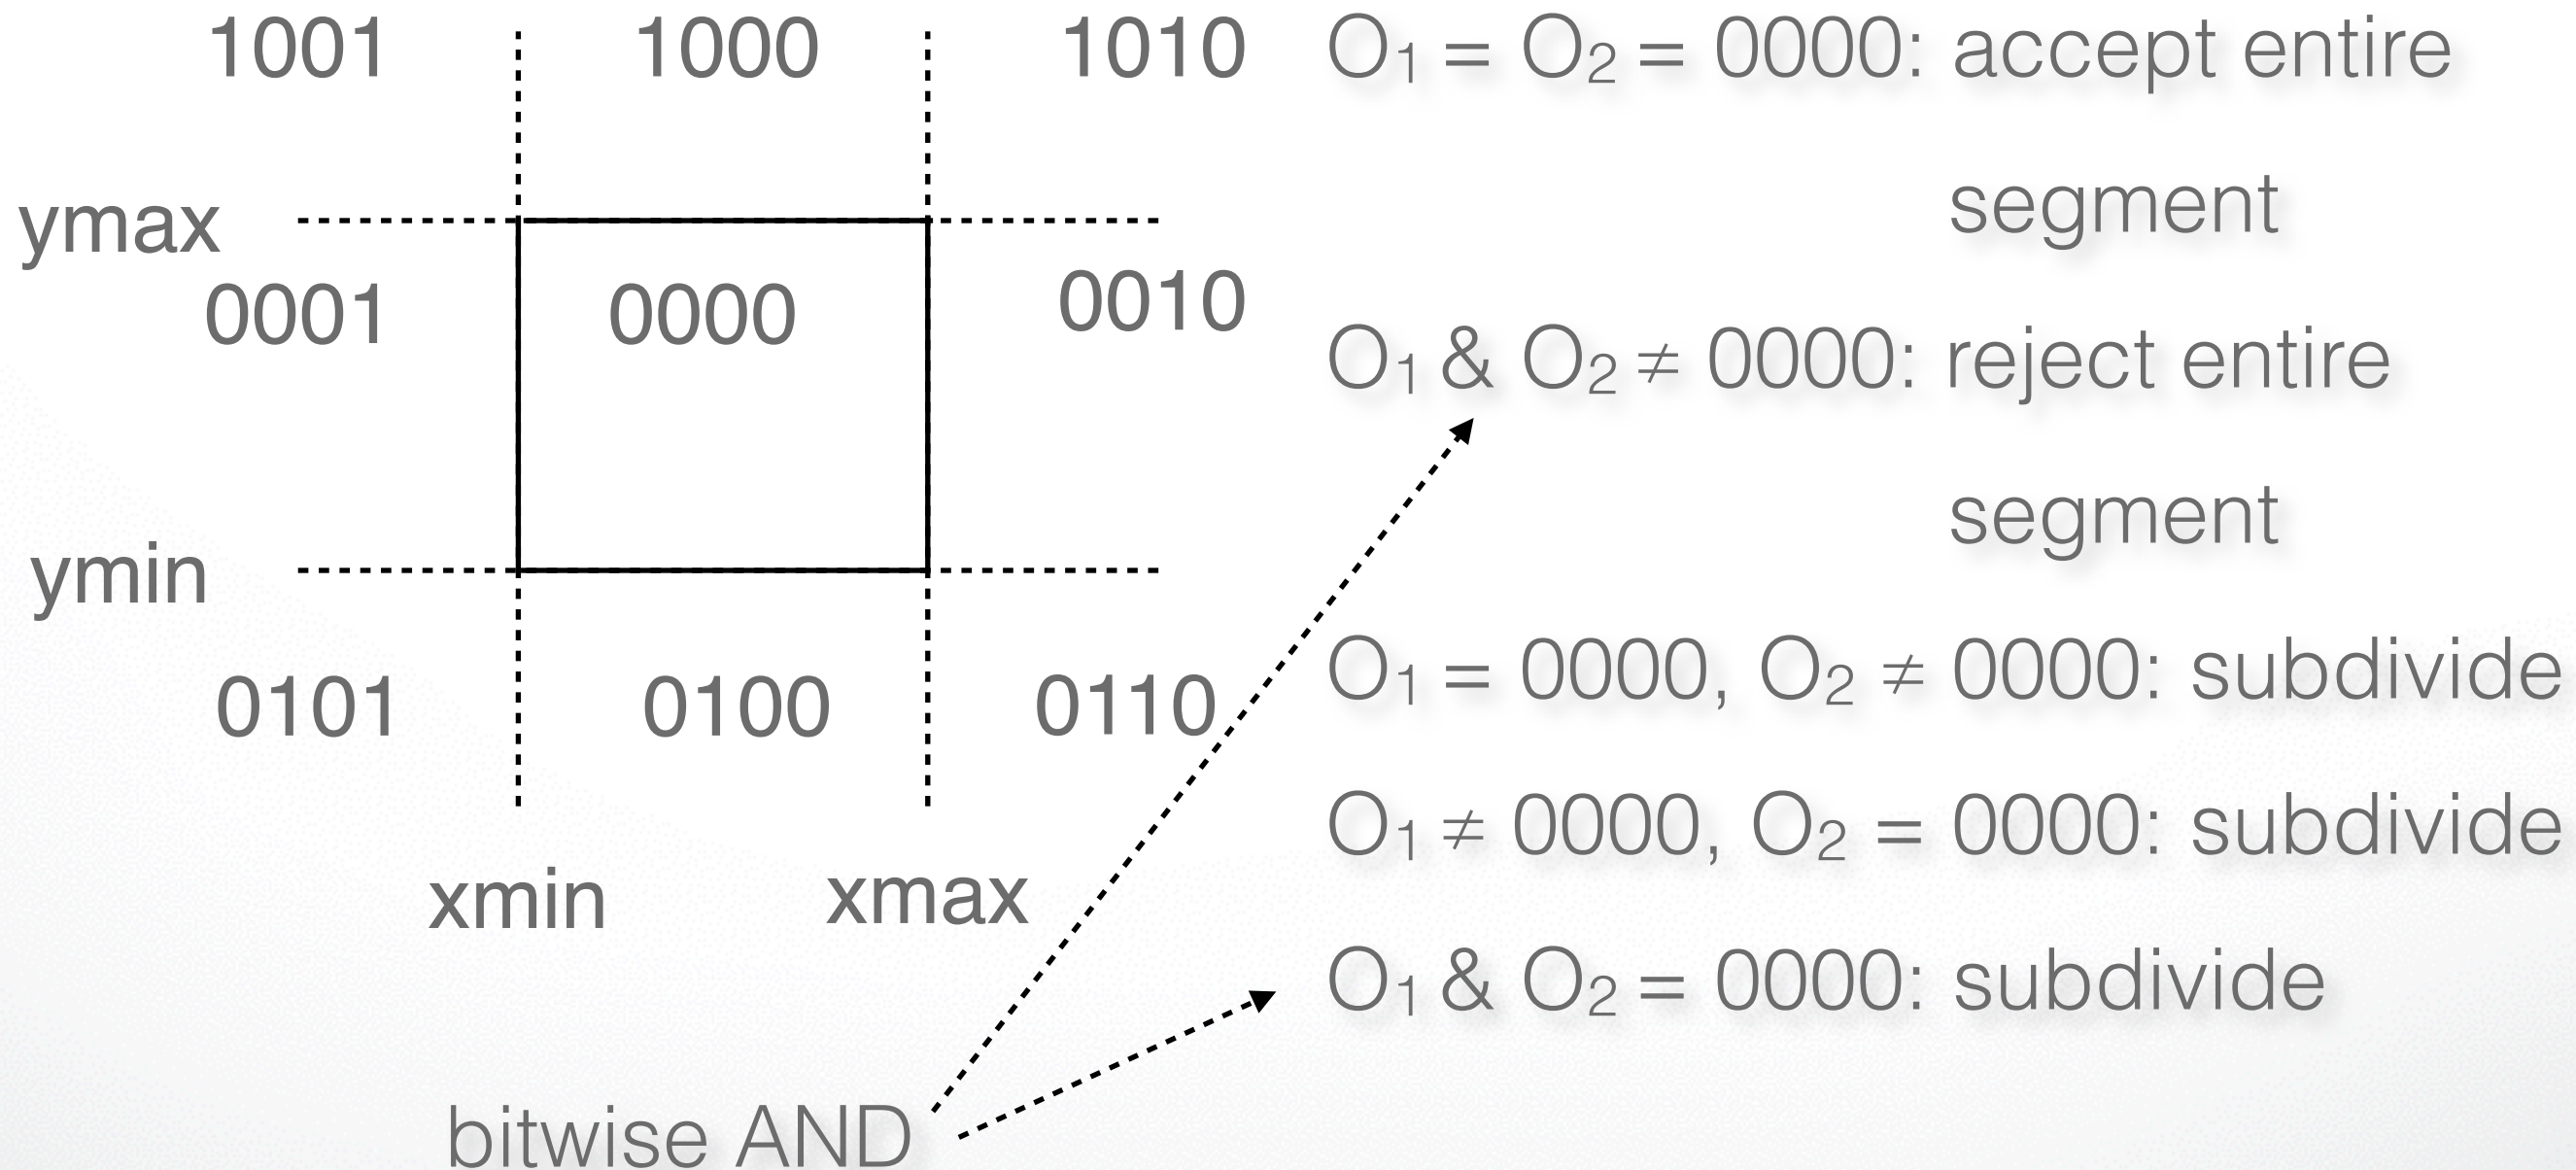 1001 1000 1010
ymax
0001 0000 0010
ymin
0101 0100 0110
xmin xmax
bitwise AND
O₁ = O₂ = 0000: accept entire
segment
O₁ & O₂ ≠ 0000: reject entire
segment
O₁ = 0000, O₂ ≠ 0000: subdivide
O₁ ≠ 0000, O₂ = 0000: subdivide
O₁ & O₂ = 0000: subdivide